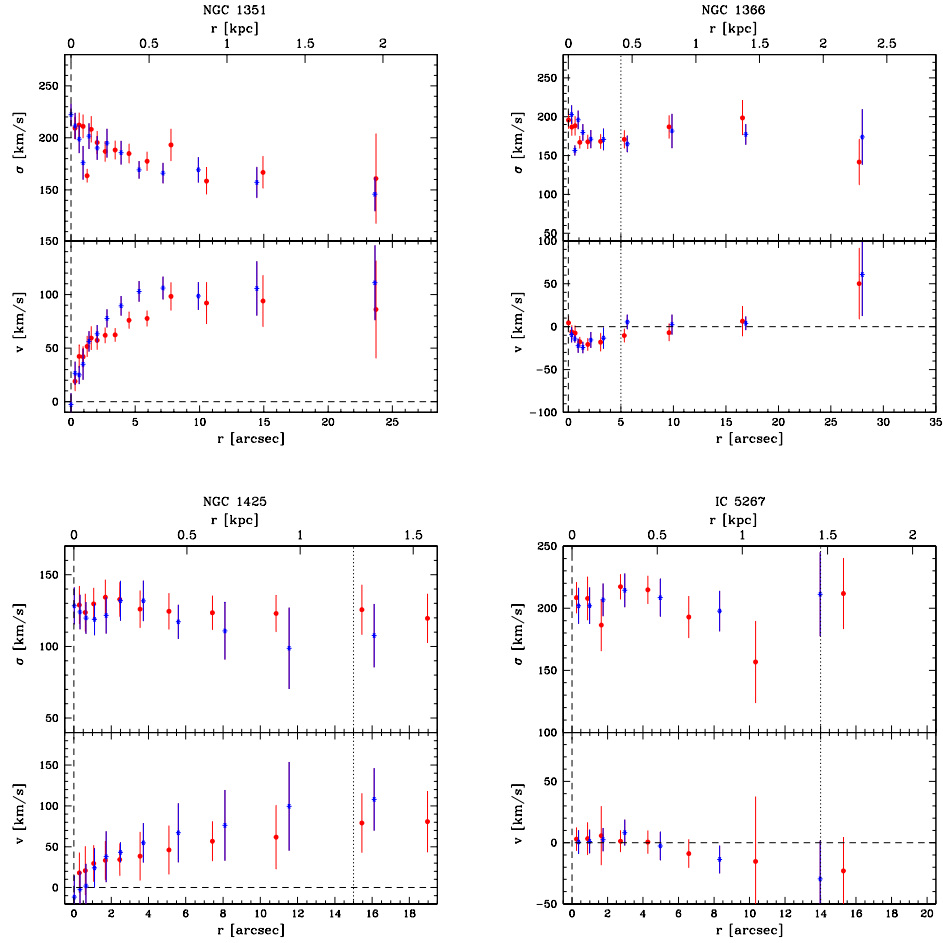 NGC 1351
r [kpc]
0 0.5 1 1.5 2
250
200
150
σ [km/s]
150
100
50
0
v [km/s]
0 5 10 15 20 25
r [arcsec]
NGC 1366
r [kpc]
0 0.5 1 1.5 2 2.5
250
200
150
100
50
σ [km/s]
100
50
0
−50
−100
v [km/s]
0 5 10 15 20 25 30 35
r [arcsec]
NGC 1425
r [kpc]
0 0.5 1 1.5
150
100
50
σ [km/s]
150
100
50
0
v [km/s]
0 2 4 6 8 10 12 14 16 18
r [arcsec]
IC 5267
r [kpc]
0 0.5 1 1.5 2
250
200
150
100
σ [km/s]
50
0
−50
v [km/s]
0 2 4 6 8 10 12 14 16 18 20
r [arcsec]